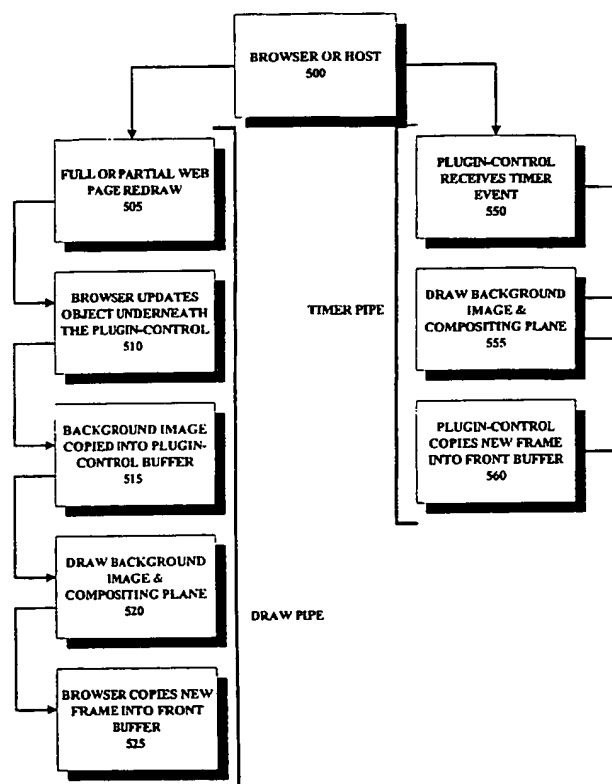 BROWSER OR HOST
500
FULL OR PARTIAL WEB
PAGE REDRAW
505
BROWSER UPDATES
OBJECT UNDERNEATH
THE PLUGIN-CONTROL
510
BACKGROUND IMAGE
COPIED INTO PLUGIN-
CONTROL BUFFER
515
DRAW BACKGROUND
IMAGE &
COMPOSITING PLANE
520
BROWSER COPIES NEW
FRAME INTO FRONT
BUFFER
525
DRAW PIPE
TIMER PIPE
PLUGIN-CONTROL
RECEIVES TIMER
EVENT
550
DRAW BACKGROUND
IMAGE &
COMPOSITING PLANE
555
PLUGIN-CONTROL
COPIES NEW FRAME
INTO FRONT BUFFER
560